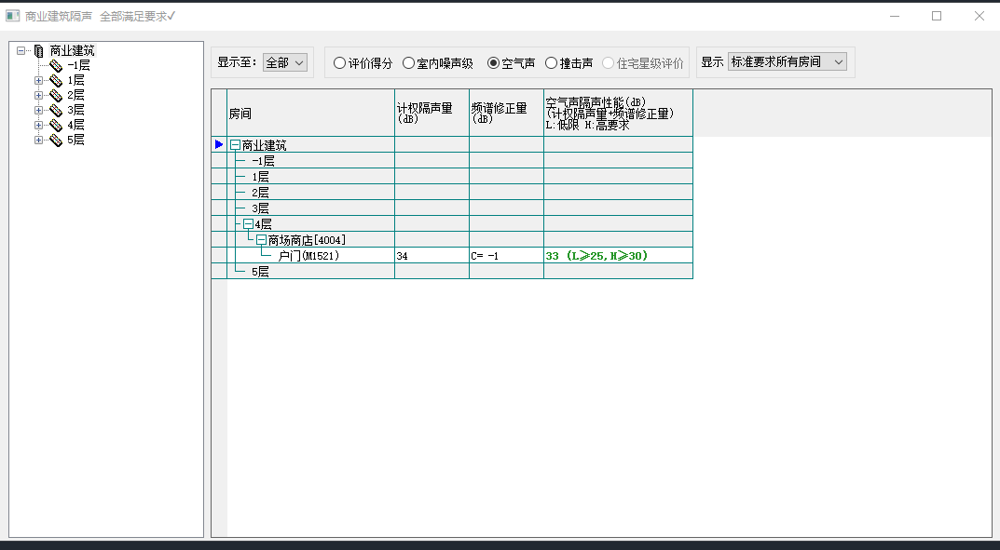 商业建筑隔声 全部满足要求√
商业建筑
-1层
1层
2层
3层
4层
5层
显示至: 全部
评价得分 室内噪声级 空气声 撞击声 住宅星级评价
显示 标准要求所有房间
房间
计权隔声量
(dB)
频谱修正量
(dB)
空气声隔声性能(dB)
(计权隔声量+频谱修正量)
L:低限 H:高要求
商业建筑
-1层
1层
2层
3层
4层
商场商店[4004]
户门(M1521) 34 C= -1 33 (L≥25,H≥30)
5层